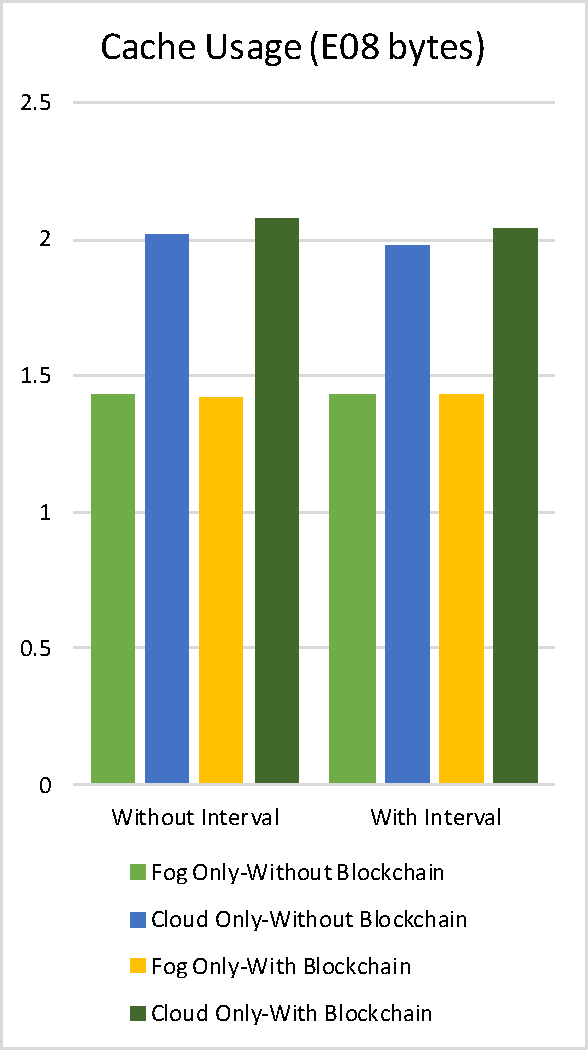 Cache Usage (E08 bytes)
2.5
2
1.5
1
0.5
0
Without Interval With Interval
Fog Only-Without Blockchain
Cloud Only-Without Blockchain
Fog Only-With Blockchain
Cloud Only-With Blockchain